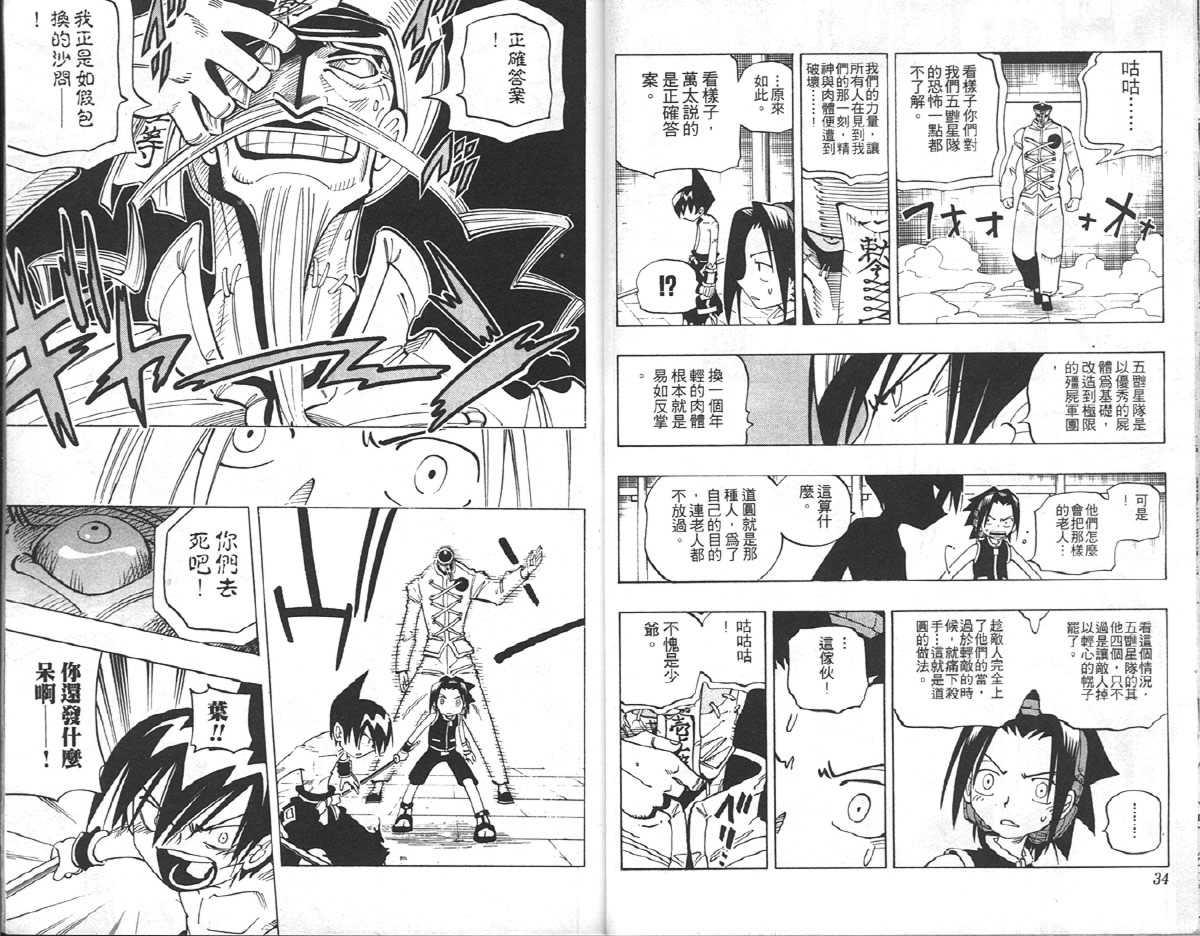 咕咕……
看樣子你們對
我們五豔星隊
的恐怖一點都
不了解。
我們的力量，讓
所有人在見到我
們的那一刻，精
神與肉體便遭到
破壞……！
勅令
…原來
如此。
看樣子，
萬太說的
是正確答
案。
!?
五豔星隊是
以優秀的屍
體為基礎，
改造到極限
的殭屍軍團
，
換一個年
輕的肉體
根本就是
易如反掌
。
可是
！
他們怎麼
會把那樣
的老人…
這算什
麼。
道圓就是那
種人，為了
自己的目的
，連老人都
不放過。
看這個情況，
五豔星隊的其
他四個，只不
過是讓敵人掉
以輕心的幌子
罷了。
趁敵人完全上
了他們的當，
過於輕敵的時
候，就痛下殺
手…這就是道
圓的做法。
………
…
這傢伙！
咕咕咕
！
不愧是少
爺。
34
正確答案
！
我正是如假包
換的沙問——
！
等
你們去
死吧！
葉!!
你還發什麼
呆啊——！